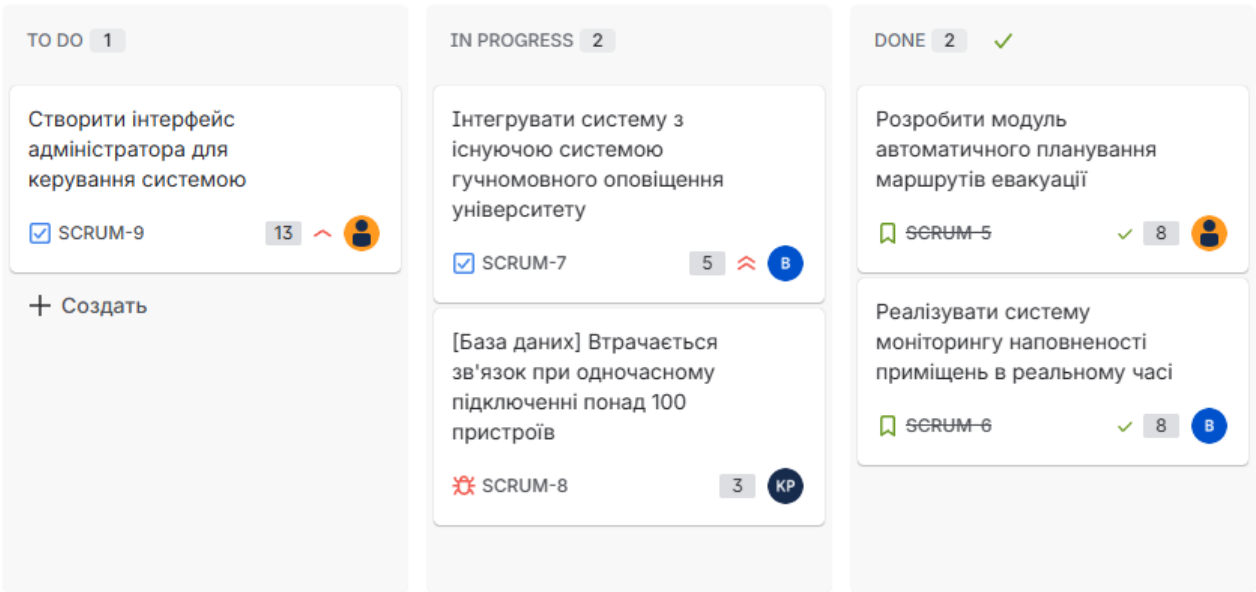 TO DO 1
Створити інтерфейс
адміністратора для
керування системою
SCRUM-9 13
+ Создать
IN PROGRESS 2
Інтегрувати систему з
існуючою системою
гучномовного оповіщення
університету
SCRUM-7 5 B
[База даних] Втрачається
зв'язок при одночасному
підключенні понад 100
пристроїв
SCRUM-8 3 KP
DONE 2
Розробити модуль
автоматичного планування
маршрутів евакуації
SCRUM-5 8
Реалізувати систему
моніторингу наповненості
приміщень в реальному часі
SCRUM-6 8 B